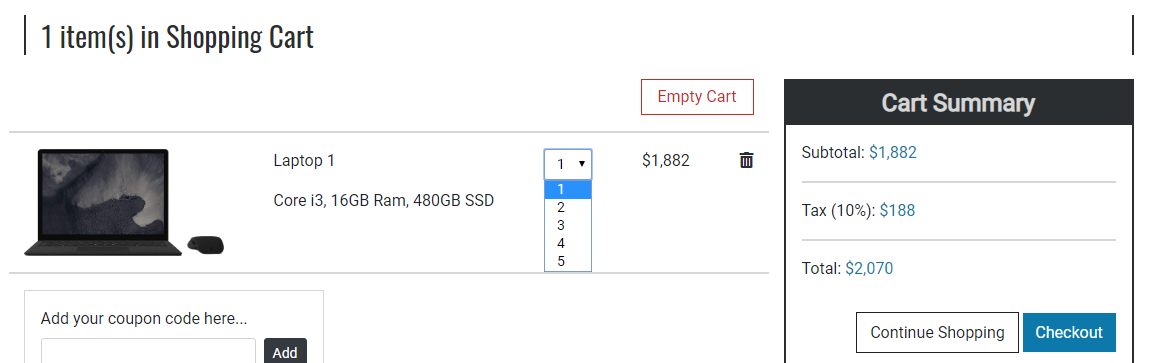 1 item(s) in Shopping Cart
Empty Cart
Laptop 1
Core i3, 16GB Ram, 480GB SSD
1
1
2
3
4
5
$1,882
Add your coupon code here...
Add
Cart Summary
Subtotal: $1,882
Tax (10%): $188
Total: $2,070
Continue Shopping
Checkout